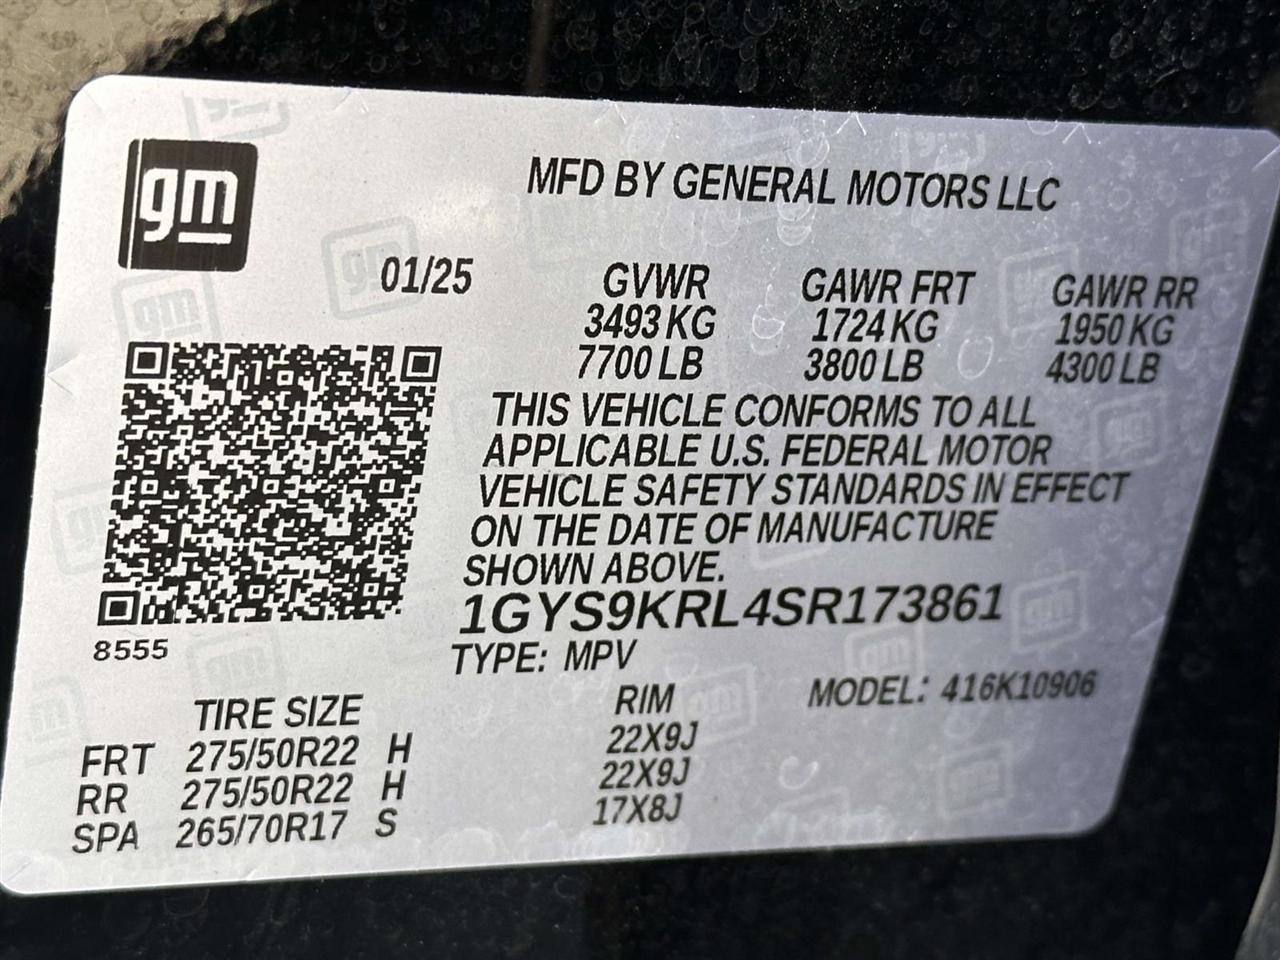 gm
MFD BY GENERAL MOTORS LLC
01/25
GVWR GAWR FRT GAWR RR
3493 KG 1724 KG 1950 KG
7700 LB 3800 LB 4300 LB
THIS VEHICLE CONFORMS TO ALL
APPLICABLE U.S. FEDERAL MOTOR
VEHICLE SAFETY STANDARDS IN EFFECT
ON THE DATE OF MANUFACTURE
SHOWN ABOVE.
1GYS9KRL4SR173861
8555
TYPE: MPV
MODEL: 416K10906
TIRE SIZE RIM
FRT 275/50R22 H 22X9J
RR 275/50R22 H 22X9J
SPA 265/70R17 S 17X8J